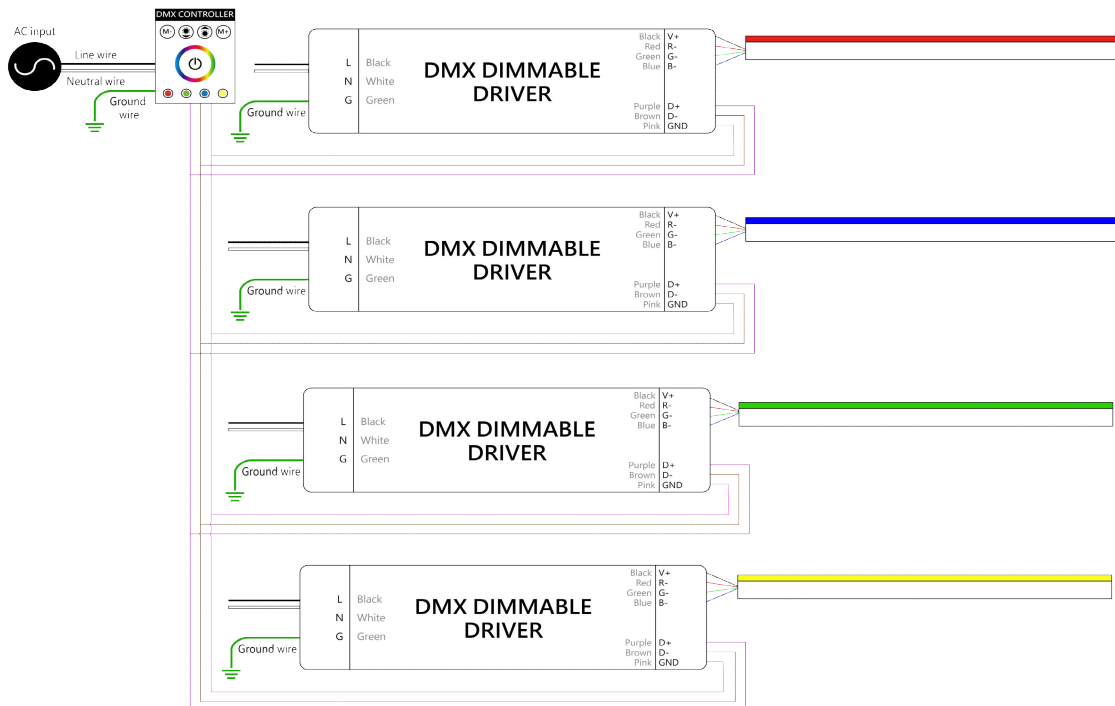 DMX CONTROLLER
M-
M+
AC input
Line wire
Neutral wire
Ground
wire
L Black
N White
G Green
Ground wire
DMX DIMMABLE
DRIVER
Black V+
Red R-
Green G-
Blue B-
Purple D+
Brown D-
Pink GND
L Black
N White
G Green
Ground wire
DMX DIMMABLE
DRIVER
Black V+
Red R-
Green G-
Blue B-
Purple D+
Brown D-
Pink GND
L Black
N White
G Green
Ground wire
DMX DIMMABLE
DRIVER
Black V+
Red R-
Green G-
Blue B-
Purple D+
Brown D-
Pink GND
L Black
N White
G Green
Ground wire
DMX DIMMABLE
DRIVER
Black V+
Red R-
Green G-
Blue B-
Purple D+
Brown D-
Pink GND